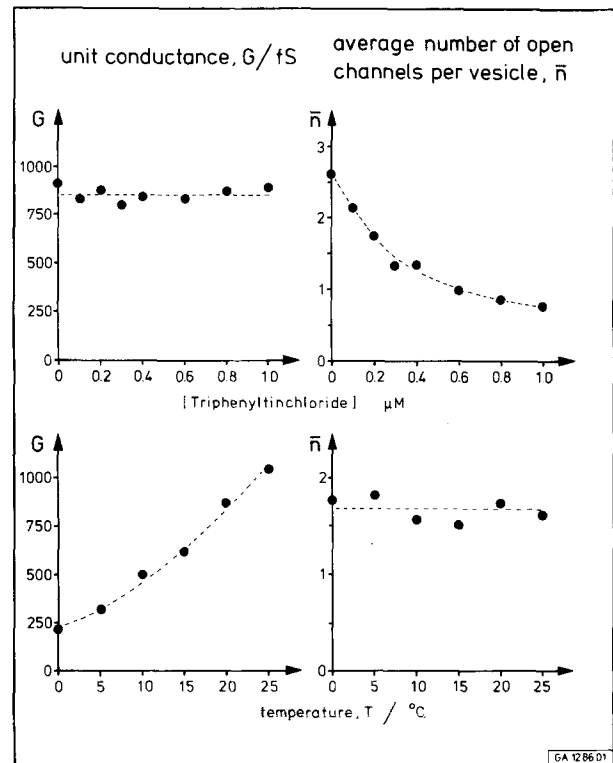 unit conductance, G/fS
average number of open
channels per vesicle, n̄
G
1000
750
500
250
0
0 0.2 0.4 0.6 0.8 1.0
n̄
3
2
1
0
0 0.2 0.4 0.6 0.8 1.0
[Triphenyltinchloride] μM
G
1000
750
500
250
0
0 5 10 15 20 25
n̄
2
1
0
0 5 10 15 20 25
temperature, T / °C.
GA 1286 01